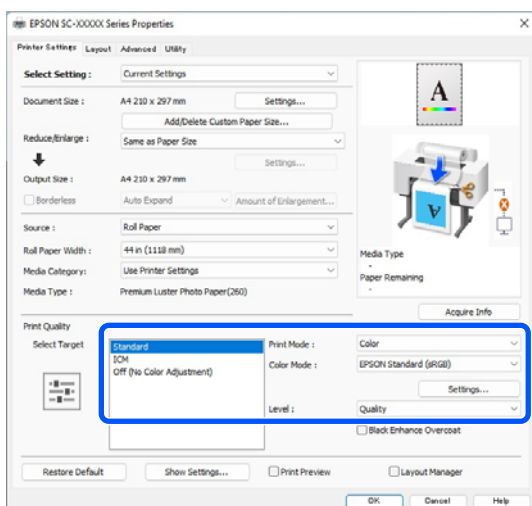 EPSON SC-XXXXX Series Properties
Printer Settings Layout Advanced Utility
Select Setting : Current Settings
Document Size : A4 210 x 297 mm Settings...
Add/Delete Custom Paper Size...
Reduce/Enlarge : Same as Paper Size
Settings...
Output Size : A4 210 x 297 mm
Borderless Auto Expand Amount of Enlargement...
Source : Roll Paper
Roll Paper Width : 44 in (1118 mm)
Media Category: Use Printer Settings
Media Type : Premium Luster Photo Paper(260)
A
A
Media Type
-
Paper Remaining
-
Acquire Info
Print Quality
Select Target
Standard
ICM
Off (No Color Adjustment)
Print Mode : Color
Color Mode : EPSON Standard (sRGB)
Settings...
Level : Quality
Black Enhance Overcoat
Restore Default Show Settings... Print Preview Layout Manager
OK Cancel Help